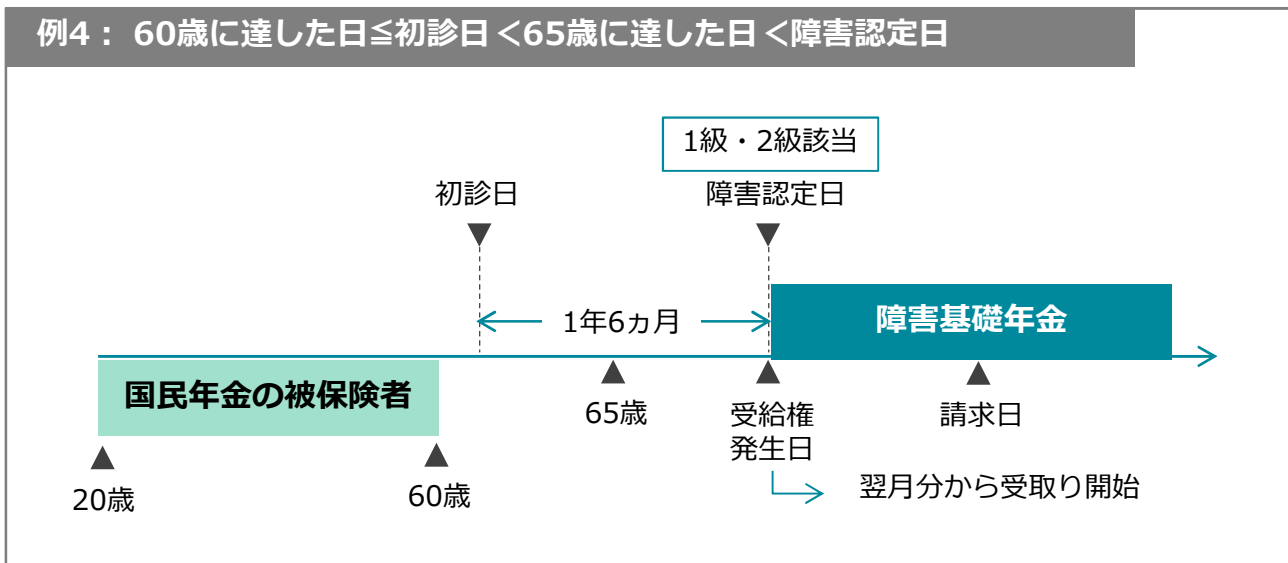 例4： 60歳に達した日≦初診日＜65歳に達した日＜障害認定日
1級・2級該当
初診日
障害認定日
1年6ヵ月
障害基礎年金
国民年金の被保険者
65歳
受給権
発生日
請求日
20歳
60歳
翌月分から受取り開始